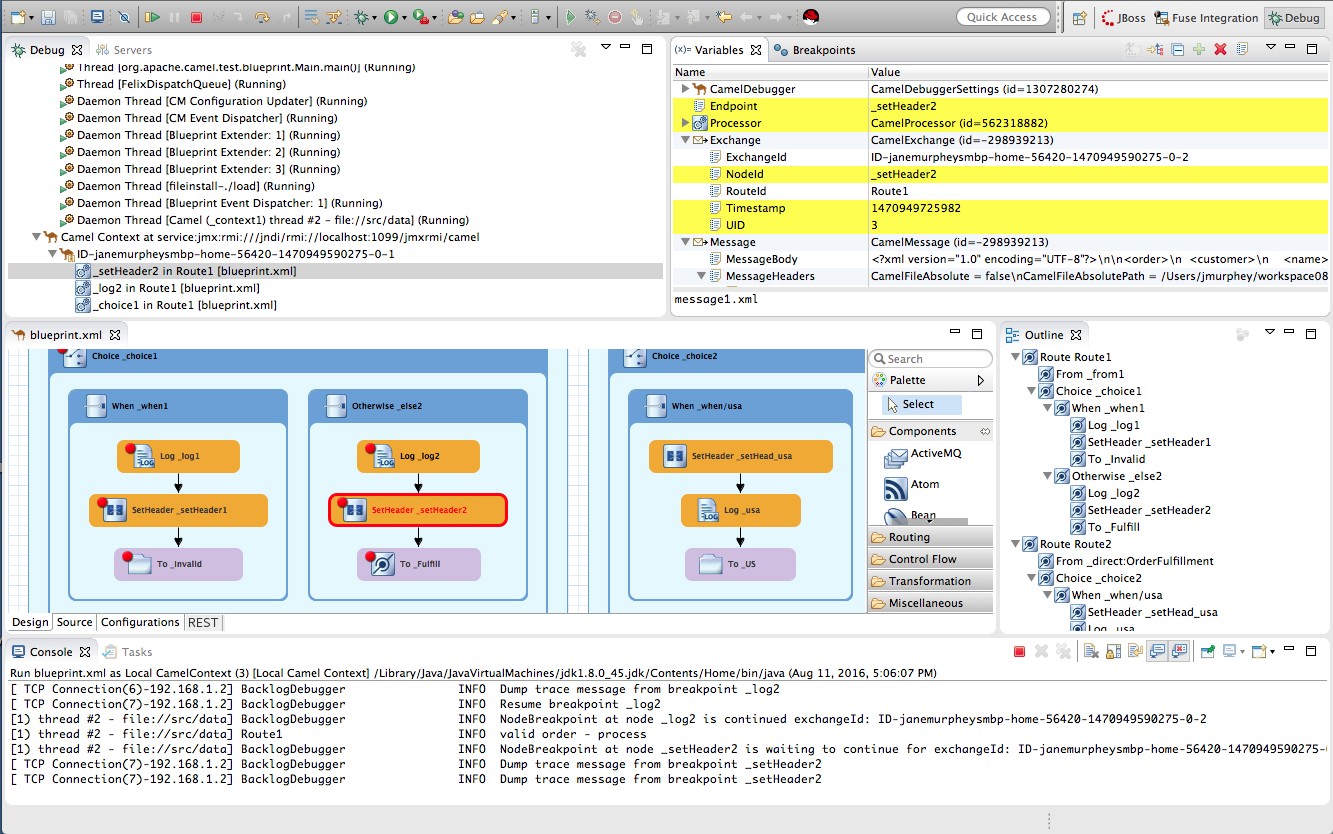 Quick Access
JBoss
Fuse Integration
Debug
Debug
Servers
Thread [org.apache.camel.test.blueprint.Main.main()] (Running)
Thread [FelixDispatchQueue] (Running)
Daemon Thread [CM Configuration Updater] (Running)
Daemon Thread [CM Event Dispatcher] (Running)
Daemon Thread [Blueprint Extender: 1] (Running)
Daemon Thread [Blueprint Extender: 2] (Running)
Daemon Thread [Blueprint Extender: 3] (Running)
Daemon Thread [fileinstall-./load] (Running)
Daemon Thread [Blueprint Event Dispatcher: 1] (Running)
Daemon Thread [Camel (_context1) thread #2 - file://src/data] (Running)
Camel Context at service:jmx:rmi:///jndi/rmi://localhost:1099/jmxrmi/camel
ID-janemurpheysmbp-home-56420-1470949590275-0-1
_setHeader2 in Route1 [blueprint.xml]
_log2 in Route1 [blueprint.xml]
_choice1 in Route1 [blueprint.xml]
(x)= Variables
Breakpoints
Name Value
CamelDebugger CamelDebuggerSettings (id=1307280274)
Endpoint _setHeader2
Processor CamelProcessor (id=562318882)
Exchange CamelExchange (id=-298939213)
ExchangeId ID-janemurpheysmbp-home-56420-1470949590275-0-2
NodeId _setHeader2
RouteId Route1
Timestamp 1470949725982
UID 3
Message CamelMessage (id=-298939213)
MessageBody <?xml version="1.0" encoding="UTF-8"?>\n\n<order>\n <customer>\n <name>
MessageHeaders CamelFileAbsolute = false\nCamelFileAbsolutePath = /Users/jmurphey/workspace08
message1.xml
blueprint.xml
Choice _choice1
When _when1
Log _log1
LOG
SetHeader _setHeader1
To _Invalid
Otherwise _else2
Log _log2
LOG
SetHeader _setHeader2
To _Fulfill
Choice _choice2
When _when/usa
SetHeader _setHead_usa
Log _usa
LOG
To _US
Search
Palette
Select
Components
ActiveMQ
Atom
Bean
Routing
Control Flow
Transformation
Miscellaneous
Design Source Configurations REST
Outline
Route Route1
From _from1
Choice _choice1
When _when1
Log _log1
SetHeader _setHeader1
To _Invalid
Otherwise _else2
Log _log2
SetHeader _setHeader2
To _Fulfill
Route Route2
From _direct:OrderFulfillment
Choice _choice2
When _when/usa
SetHeader _setHead_usa
Log _usa
Console
Tasks
Run blueprint.xml as Local CamelContext (3) [Local Camel Context] /Library/Java/JavaVirtualMachines/jdk1.8.0_45.jdk/Contents/Home/bin/java (Aug 11, 2016, 5:06:07 PM)
[ TCP Connection(6)-192.168.1.2] BacklogDebugger INFO Dump trace message from breakpoint _log2
[ TCP Connection(7)-192.168.1.2] BacklogDebugger INFO Resume breakpoint _log2
[1) thread #2 - file://src/data] BacklogDebugger INFO NodeBreakpoint at node _log2 is continued exchangeId: ID-janemurpheysmbp-home-56420-1470949590275-0-2
[1) thread #2 - file://src/data] Route1 INFO valid order - process
[1) thread #2 - file://src/data] BacklogDebugger INFO NodeBreakpoint at node _setHeader2 is waiting to continue for exchangeId: ID-janemurpheysmbp-home-56420-1470949590275-
[ TCP Connection(7)-192.168.1.2] BacklogDebugger INFO Dump trace message from breakpoint _setHeader2
[ TCP Connection(7)-192.168.1.2] BacklogDebugger INFO Dump trace message from breakpoint _setHeader2